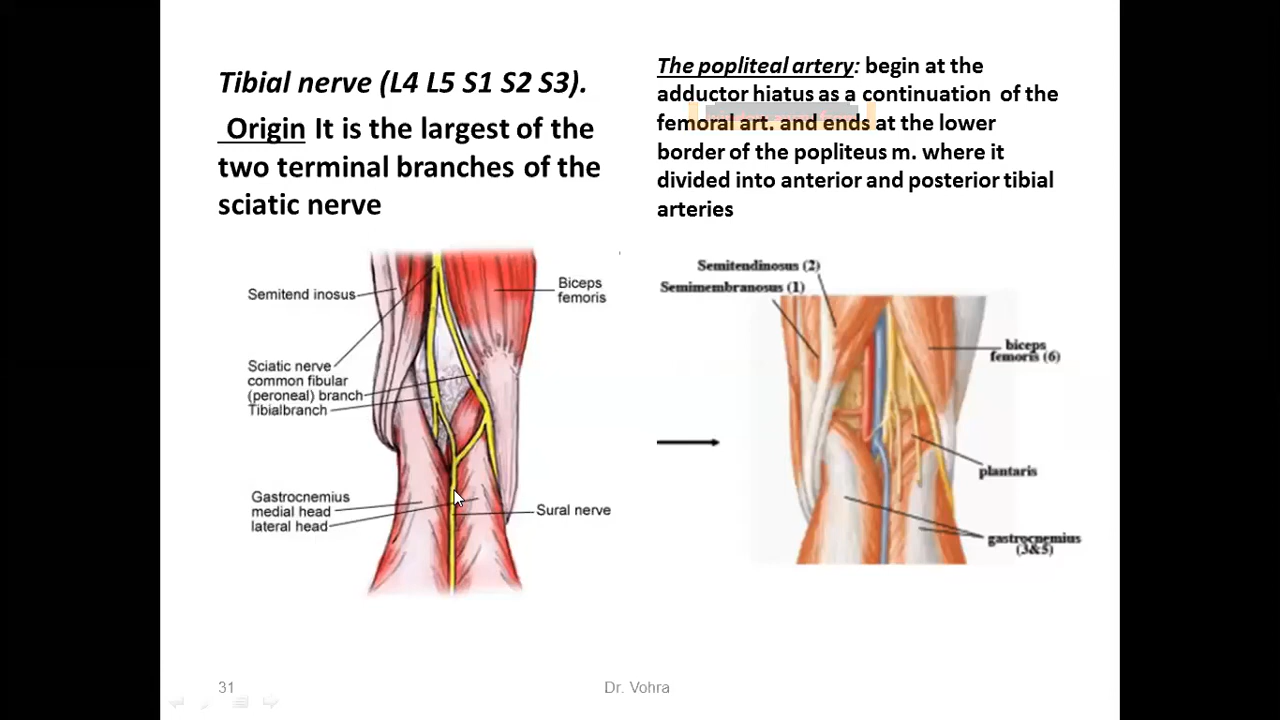 Tibial nerve (L4 L5 S1 S2 S3).
Origin It is the largest of the
two terminal branches of the
sciatic nerve
The popliteal artery: begin at the
adductor hiatus as a continuation of the
femoral art. and ends at the lower
border of the popliteus m. where it
divided into anterior and posterior tibial
arteries
Semitend inosus
Biceps
femoris
Sciatic nerve
common fibular
(peroneal) branch
Tibialbranch
Gastrocnemius
medial head
lateral head
Sural nerve
Semitendinosus (2)
Semimembranosus (1)
biceps
femoris (6)
plantaris
gastrocnemius
(3&5)
31
Dr. Vohra